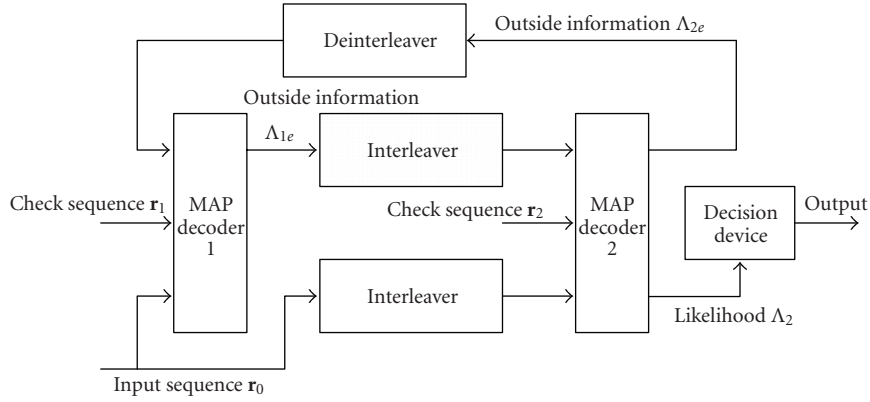 Outside information Λ2e
Deinterleaver
Outside information
Λ1e
Interleaver
Check sequence r1
MAP
decoder
1
Check sequence r2
MAP
decoder
2
Decision
device
Output
Interleaver
Likelihood Λ2
Input sequence r0